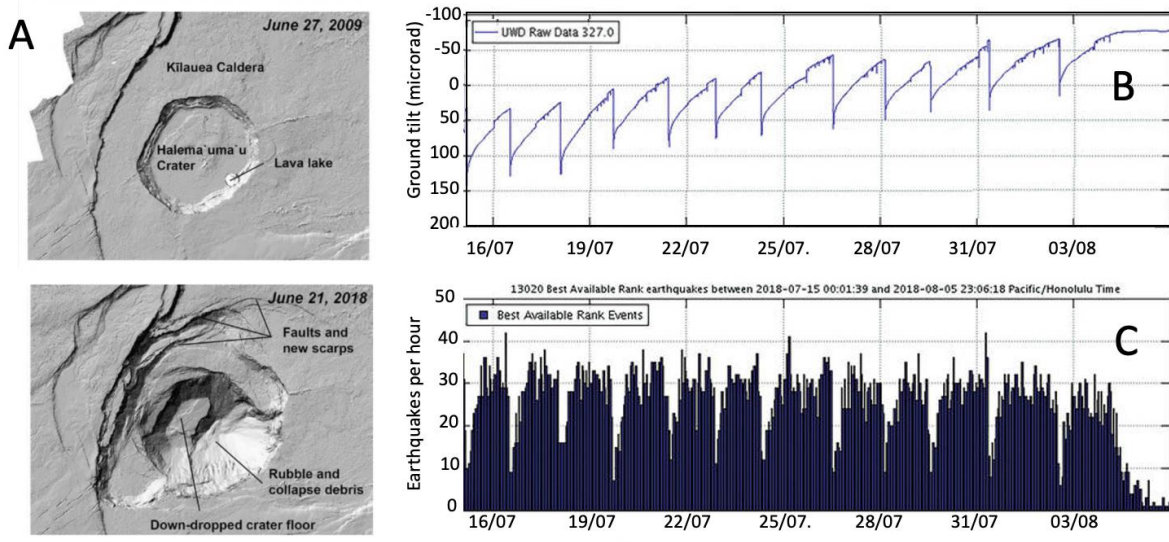 A
June 27, 2009
Kīlauea Caldera
Halema`uma`u
Crater
Lava lake
June 21, 2018
Faults and
new scarps
Rubble and
collapse debris
Down-dropped crater floor
B
UWD Raw Data 327.0
Ground tilt (microrad)
-100
-50
0
50
100
150
200
16/07 19/07 22/07 25/07. 28/07 31/07 03/08
C
13020 Best Available Rank earthquakes between 2018-07-15 00:01:39 and 2018-08-05 23:06:18 Pacific/Honolulu Time
Best Available Rank Events
Earthquakes per hour
50
40
30
20
10
0
16/07 19/07 22/07 25/07. 28/07 31/07 03/08